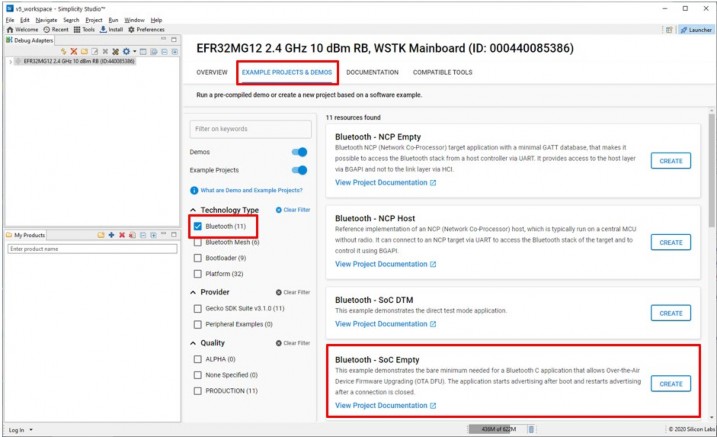 v5_workspace - Simplicity Studio™
File Edit Navigate Search Project Run Window Help
Welcome Recent Tools Install Preferences
Launcher
Debug Adapters
EFR32MG12 2.4 GHz 10 dBm RB (ID:440085386)
My Products
Enter product name
EFR32MG12 2.4 GHz 10 dBm RB, WSTK Mainboard (ID: 000440085386)
OVERVIEW EXAMPLE PROJECTS & DEMOS DOCUMENTATION COMPATIBLE TOOLS
Run a pre-compiled demo or create a new project based on a software example.
Filter on keywords
Demos
Example Projects
What are Demo and Example Projects?
Technology Type Clear Filter
Bluetooth (11)
Bluetooth Mesh (6)
Bootloader (9)
Platform (32)
Provider Clear Filter
Gecko SDK Suite v3.1.0 (11)
Peripheral Examples (0)
Quality Clear Filter
ALPHA (0)
None Specified (0)
PRODUCTION (11)
11 resources found
Bluetooth - NCP Empty
Bluetooth NCP (Network Co-Processor) target application with a minimal GATT database, that makes it
possible to access the Bluetooth stack from a host controller via UART. It provides access to the host layer
via BGAPI and not to the link layer via HCI.
View Project Documentation
CREATE
Bluetooth - NCP Host
Reference implementation of an NCP (Network Co-Processor) host, which is typically run on a central MCU
without radio. It can connect to an NCP target via UART to access the Bluetooth stack of the target and to
control it using BGAPI.
View Project Documentation
CREATE
Bluetooth - SoC DTM
This example demonstrates the direct test mode application.
View Project Documentation
CREATE
Bluetooth - SoC Empty
This example demonstrates the bare minimum needed for a Bluetooth C application that allows Over-the-Air
Device Firmware Upgrading (OTA DFU). The application starts advertising after boot and restarts advertising
after a connection is closed.
View Project Documentation
CREATE
Log In
436M of 622M
© 2020 Silicon Labs